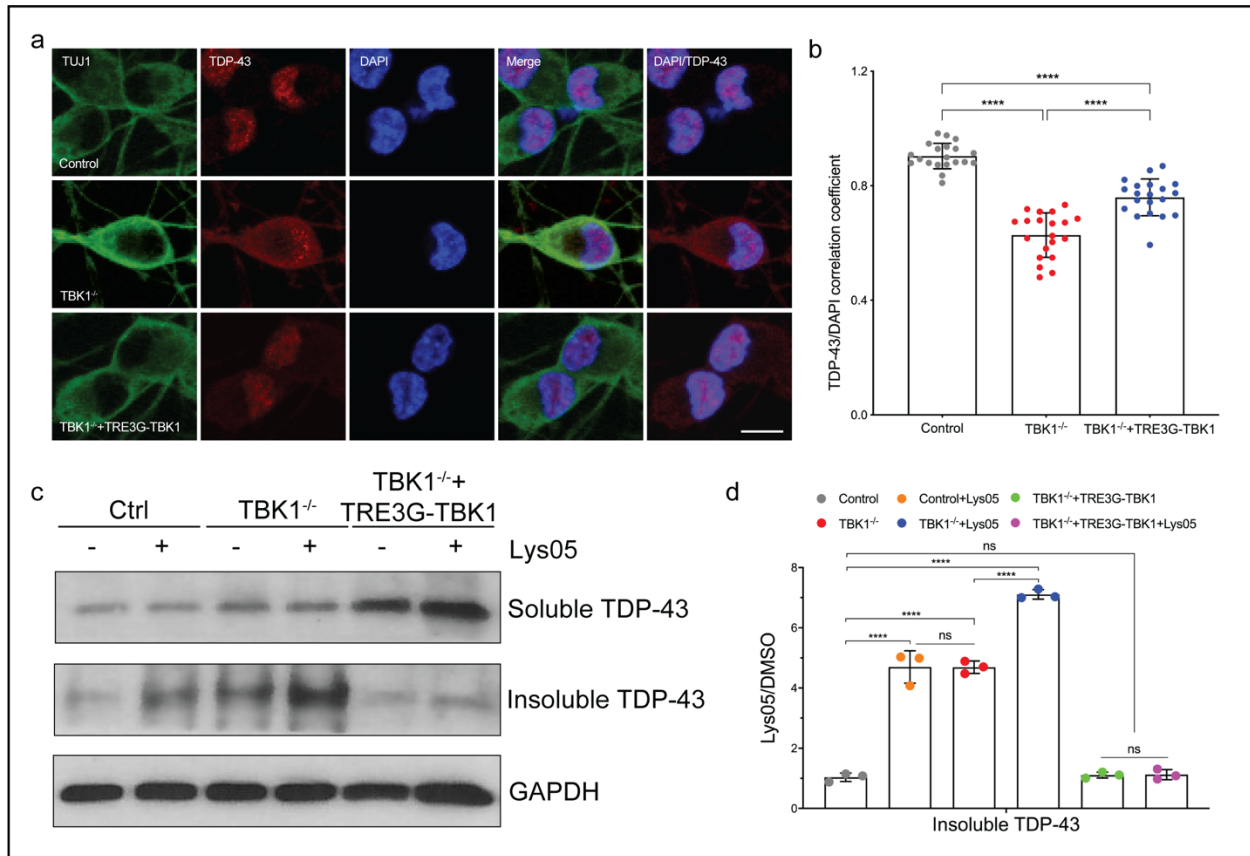 a
TUJ1 TDP-43 DAPI Merge DAPI/TDP-43
Control
TBK1-/-
TBK1-/-+TRE3G-TBK1
b
TDP-43/DAPI correlation coefficient
1.2
0.8
0.4
0.0
****
**** ****
Control TBK1-/- TBK1-/-+TRE3G-TBK1
c
Ctrl TBK1-/- TBK1-/-+
TRE3G-TBK1
- + - + - + Lys05
Soluble TDP-43
Insoluble TDP-43
GAPDH
d
Control Control+Lys05 TBK1-/-+TRE3G-TBK1
TBK1-/- TBK1-/-+Lys05 TBK1-/-+TRE3G-TBK1+Lys05
Lys05/DMSO
8
6
4
2
0
ns
****
****
****
**** ns
ns
Insoluble TDP-43